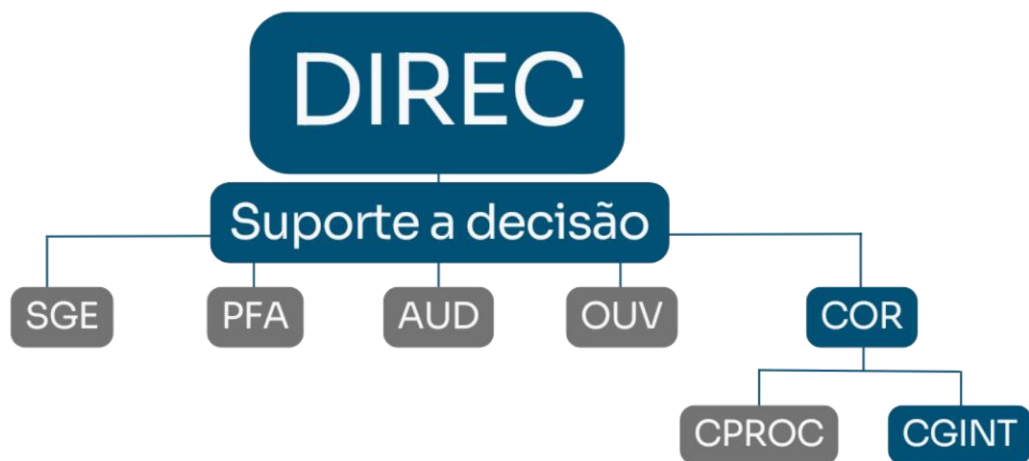 DIREC
Suporte a decisão
SGE
PFA
AUD
OUV
COR
CPROC
CGINT